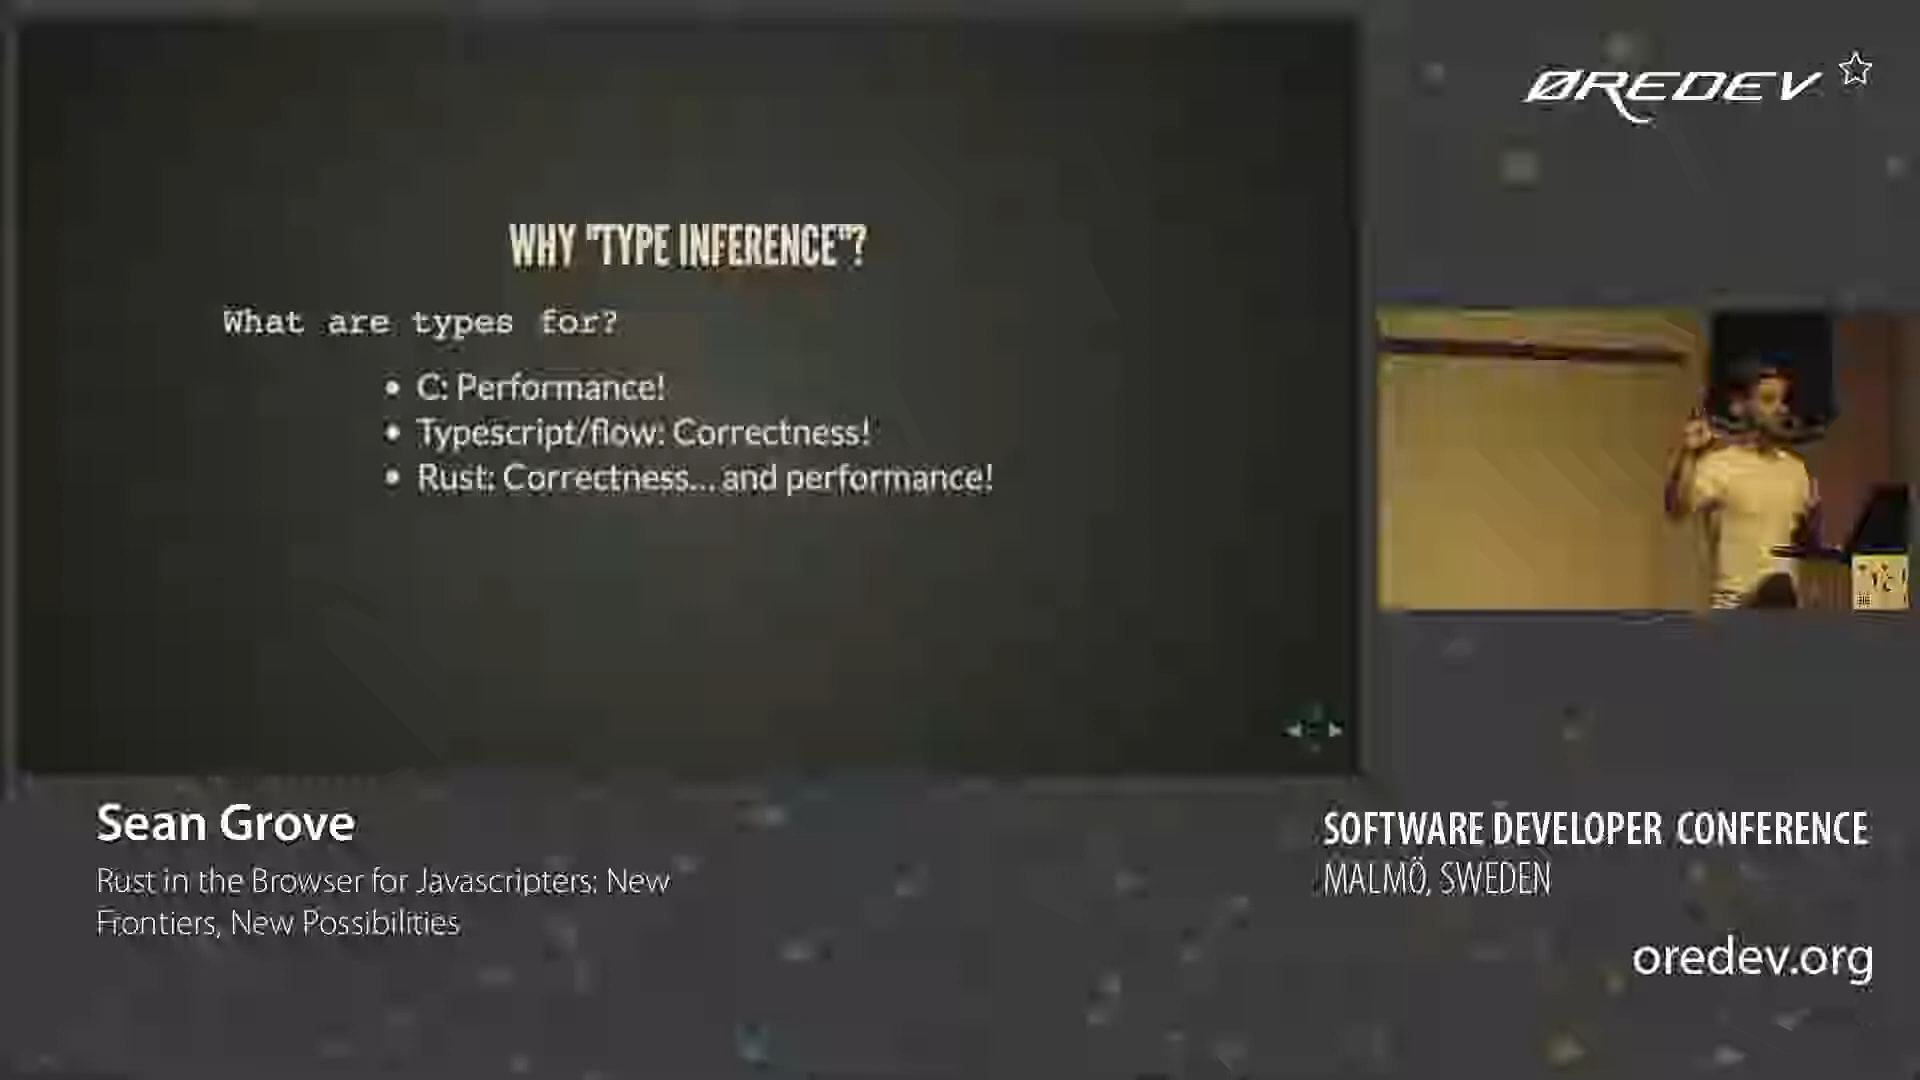 ØREDEV
WHY "TYPE INFERENCE"?
What are types for?
• C: Performance!
• Typescript/flow: Correctness!
• Rust: Correctness... and performance!
Sean Grove
Rust in the Browser for Javascripters: New
Frontiers, New Possibilities
SOFTWARE DEVELOPER CONFERENCE
MALMÖ, SWEDEN
oredev.org